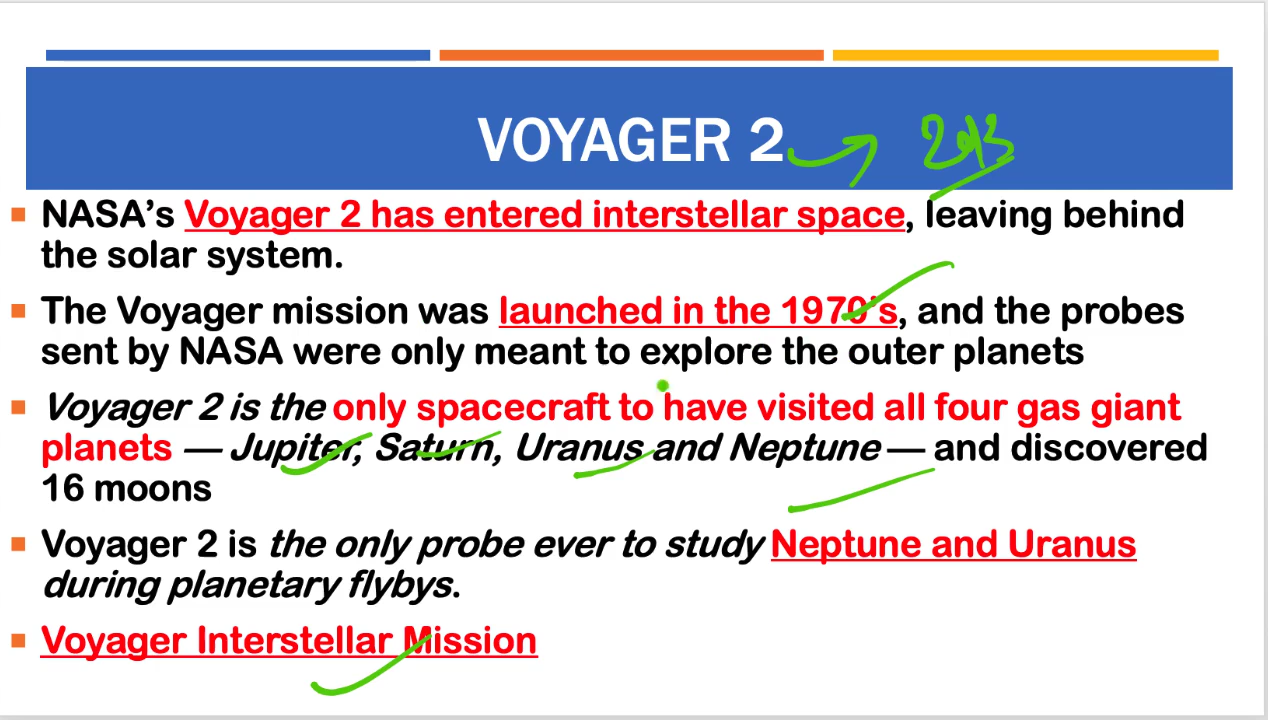 VOYAGER 2
NASA's Voyager 2 has entered interstellar space, leaving behind
the solar system.
The Voyager mission was launched in the 1970's, and the probes
sent by NASA were only meant to explore the outer planets
Voyager 2 is the only spacecraft to have visited all four gas giant
planets — Jupiter, Saturn, Uranus and Neptune — and discovered
16 moons
Voyager 2 is the only probe ever to study Neptune and Uranus
during planetary flybys.
Voyager Interstellar Mission